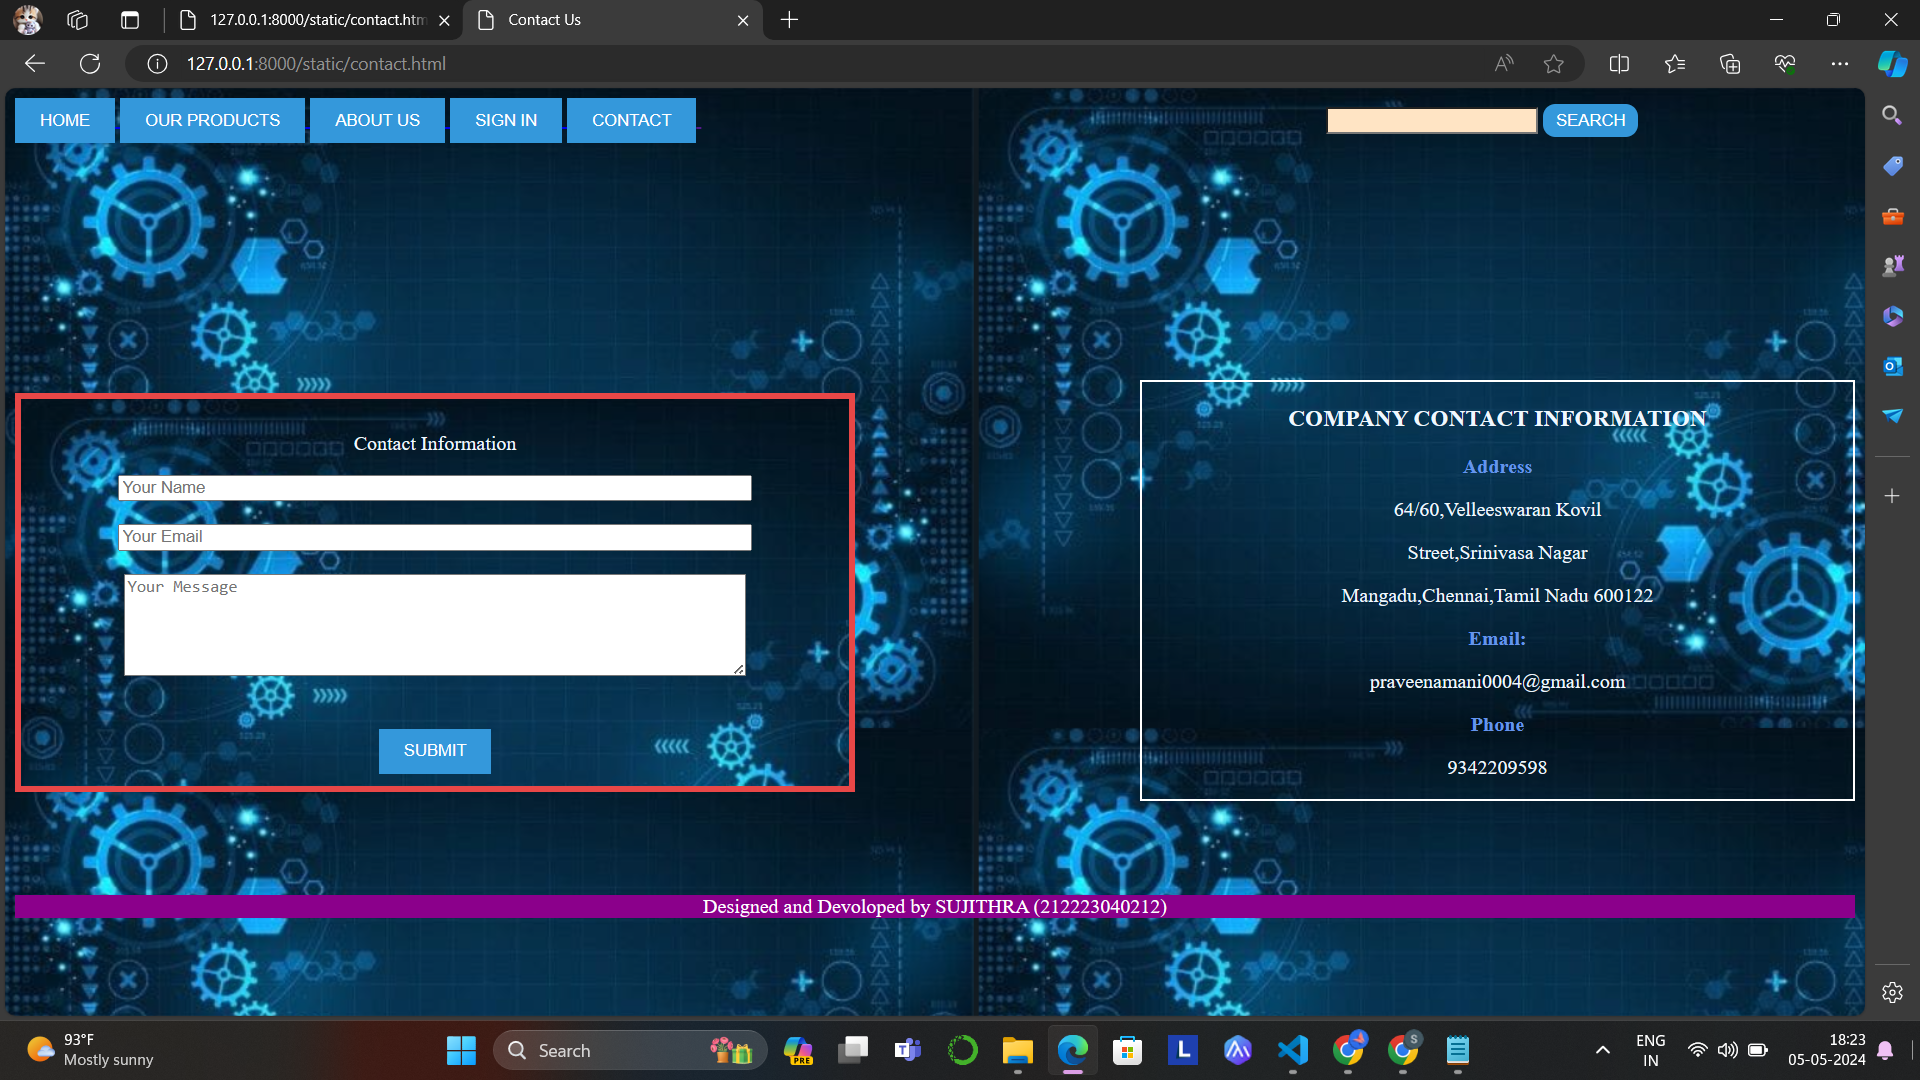 127.0.0.1:8000/static/contact.htm
Contact Us
127.0.0.1:8000/static/contact.html
HOME
OUR PRODUCTS
ABOUT US
SIGN IN
CONTACT
SEARCH
Contact Information
Your Name
Your Email
Your Message
SUBMIT
COMPANY CONTACT INFORMATION
Address
64/60,Velleeswaran Kovil
Street,Srinivasa Nagar
Mangadu,Chennai,Tamil Nadu 600122
Email:
praveenamani0004@gmail.com
Phone
9342209598
Designed and Devoloped by SUJITHRA (212223040212)
93°F
Mostly sunny
Search
PRE
ENG
IN
18:23
05-05-2024